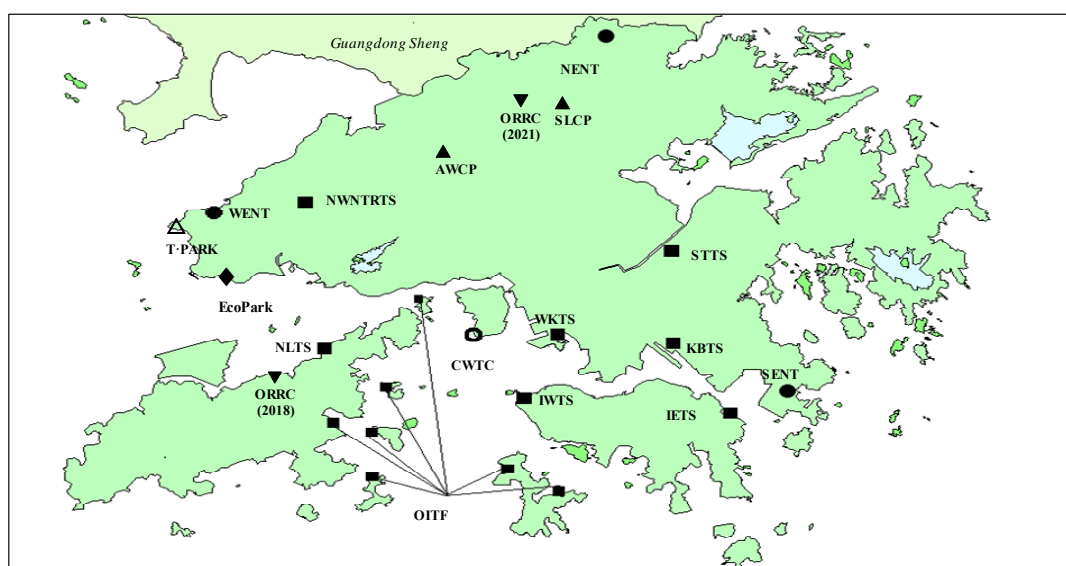 Guangdong Sheng
NENT
ORRC
(2021)
SLCP
AWCP
NWNTRTS
WENT
T·PARK
STTS
EcoPark
WKTS
NLTS
CWTC
KBTS
ORRC
(2018)
SENT
IWTS
IETS
OITF